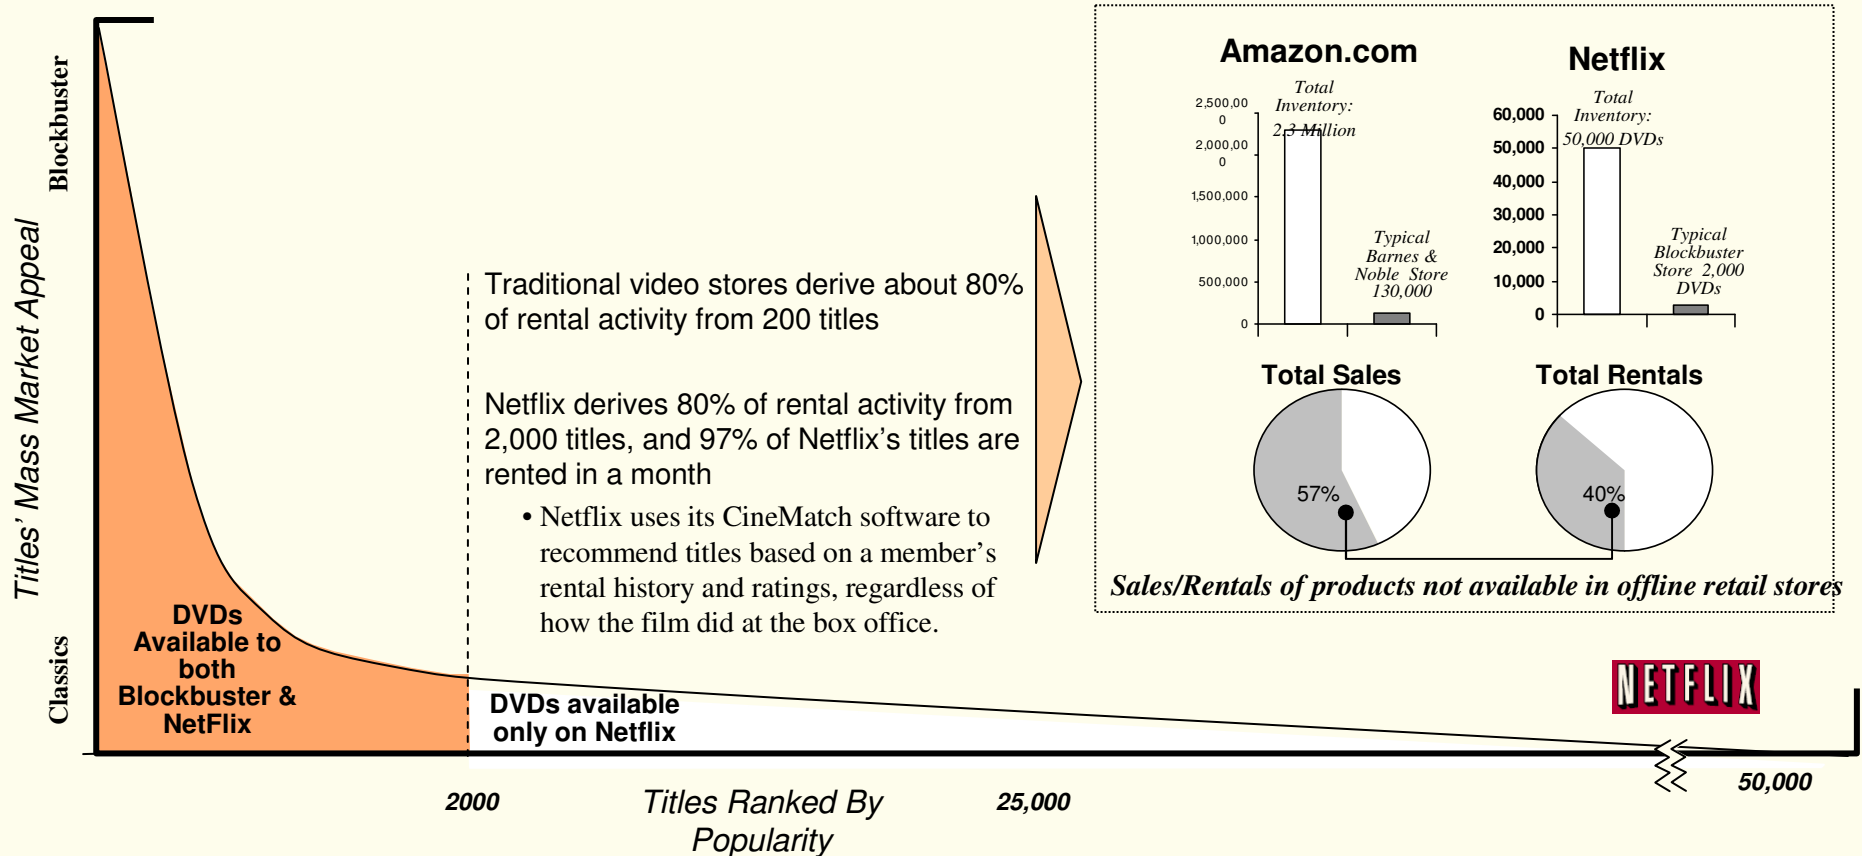 Blockbuster
Titles' Mass Market Appeal
Classics
DVDs
Available to
both
Blockbuster &
NetFlix
Traditional video stores derive about 80%
of rental activity from 200 titles
Netflix derives 80% of rental activity from
2,000 titles, and 97% of Netflix's titles are
rented in a month
• Netflix uses its CineMatch software to
recommend titles based on a member's
rental history and ratings, regardless of
how the film did at the box office.
DVDs available
only on Netflix
2000
Titles Ranked By
Popularity
25,000
50,000
NETFLIX
Amazon.com
Total
Inventory:
2.3 Million
2,500,00
0
2,000,00
0
1,500,000
1,000,000
500,000
0
Typical
Barnes &
Noble Store
130,000
Netflix
Total
Inventory:
50,000 DVDs
60,000
50,000
40,000
30,000
20,000
10,000
0
Typical
Blockbuster
Store 2,000
DVDs
Total Sales
57%
Total Rentals
40%
Sales/Rentals of products not available in offline retail stores